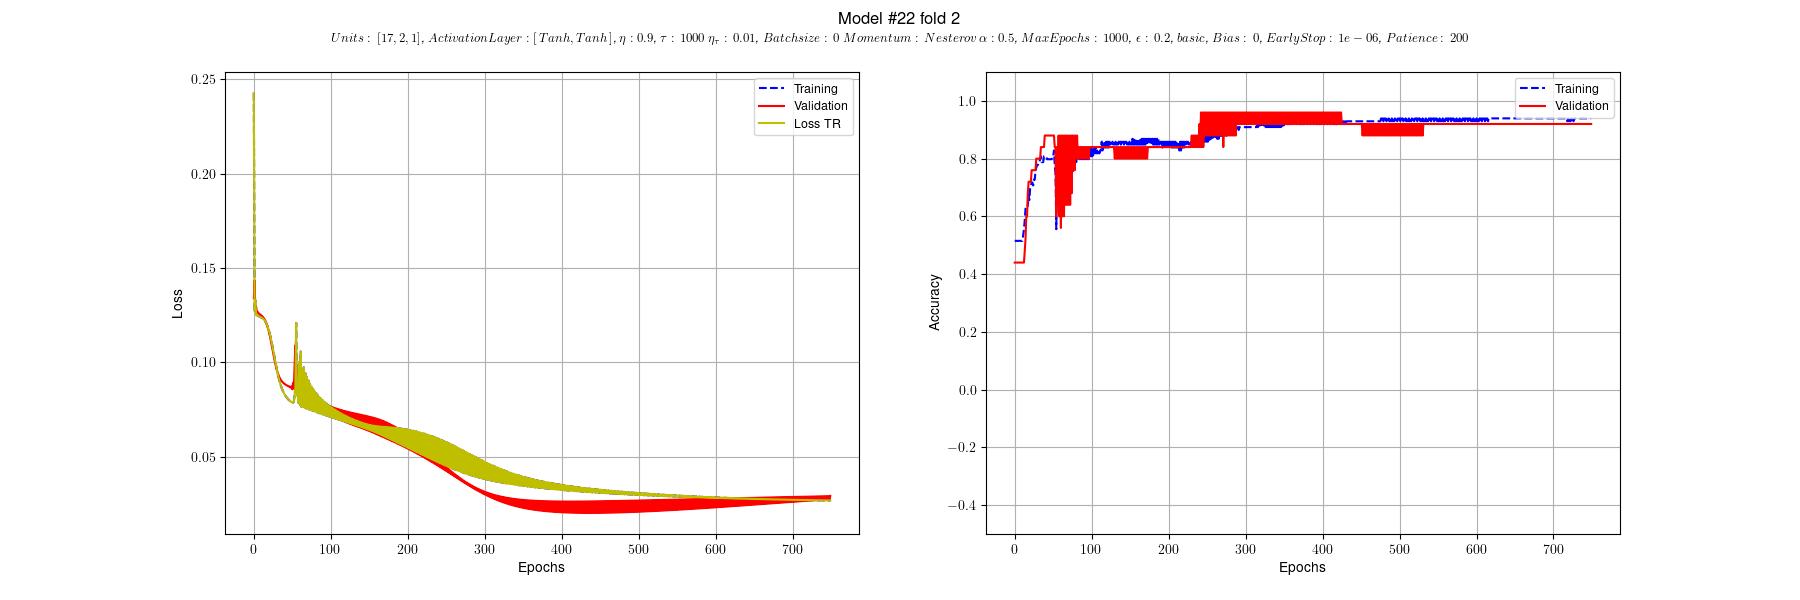 Model #22 fold 2
Units : [17, 2, 1], ActivationLayer : [Tanh, Tanh], η : 0.9, τ : 1000 ητ : 0.01, Batchsize : 0 Momentum : Nesterov α : 0.5, MaxEpochs : 1000, ϵ : 0.2, basic, Bias : 0, EarlyStop : 1e − 06, Patience : 200
0.25
0.20
0.15
0.10
0.05
Loss
0 100 200 300 400 500 600 700
Epochs
Training
Validation
Loss TR
1.0
0.8
0.6
0.4
0.2
0.0
−0.2
−0.4
Accuracy
0 100 200 300 400 500 600 700
Epochs
Training
Validation